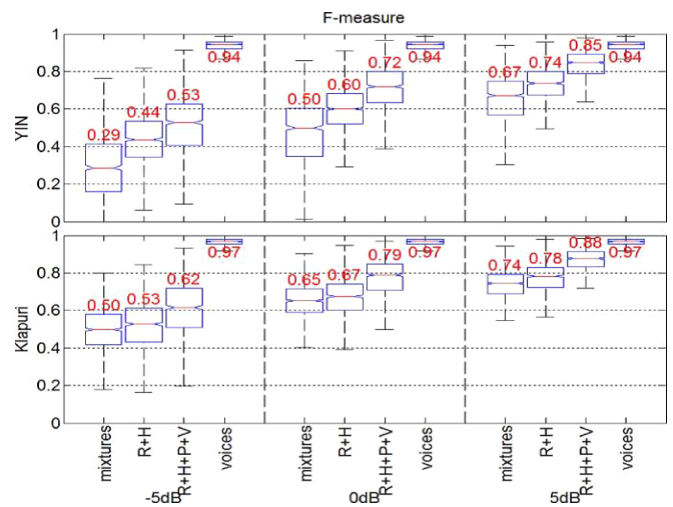 F-measure
YIN
1
0.8
0.6
0.4
0.2
0
0.29
0.44
0.53
0.94
0.50
0.60
0.72
0.94
0.67
0.74
0.85
0.94
Klapuri
1
0.8
0.6
0.4
0.2
0
0.50
0.53
0.62
0.97
0.65
0.67
0.79
0.97
0.74
0.78
0.88
0.97
mixtures
R+H
R+H+P+V
voices
mixtures
R+H
R+H+P+V
voices
mixtures
R+H
R+H+P+V
voices
-5dB
0dB
5dB